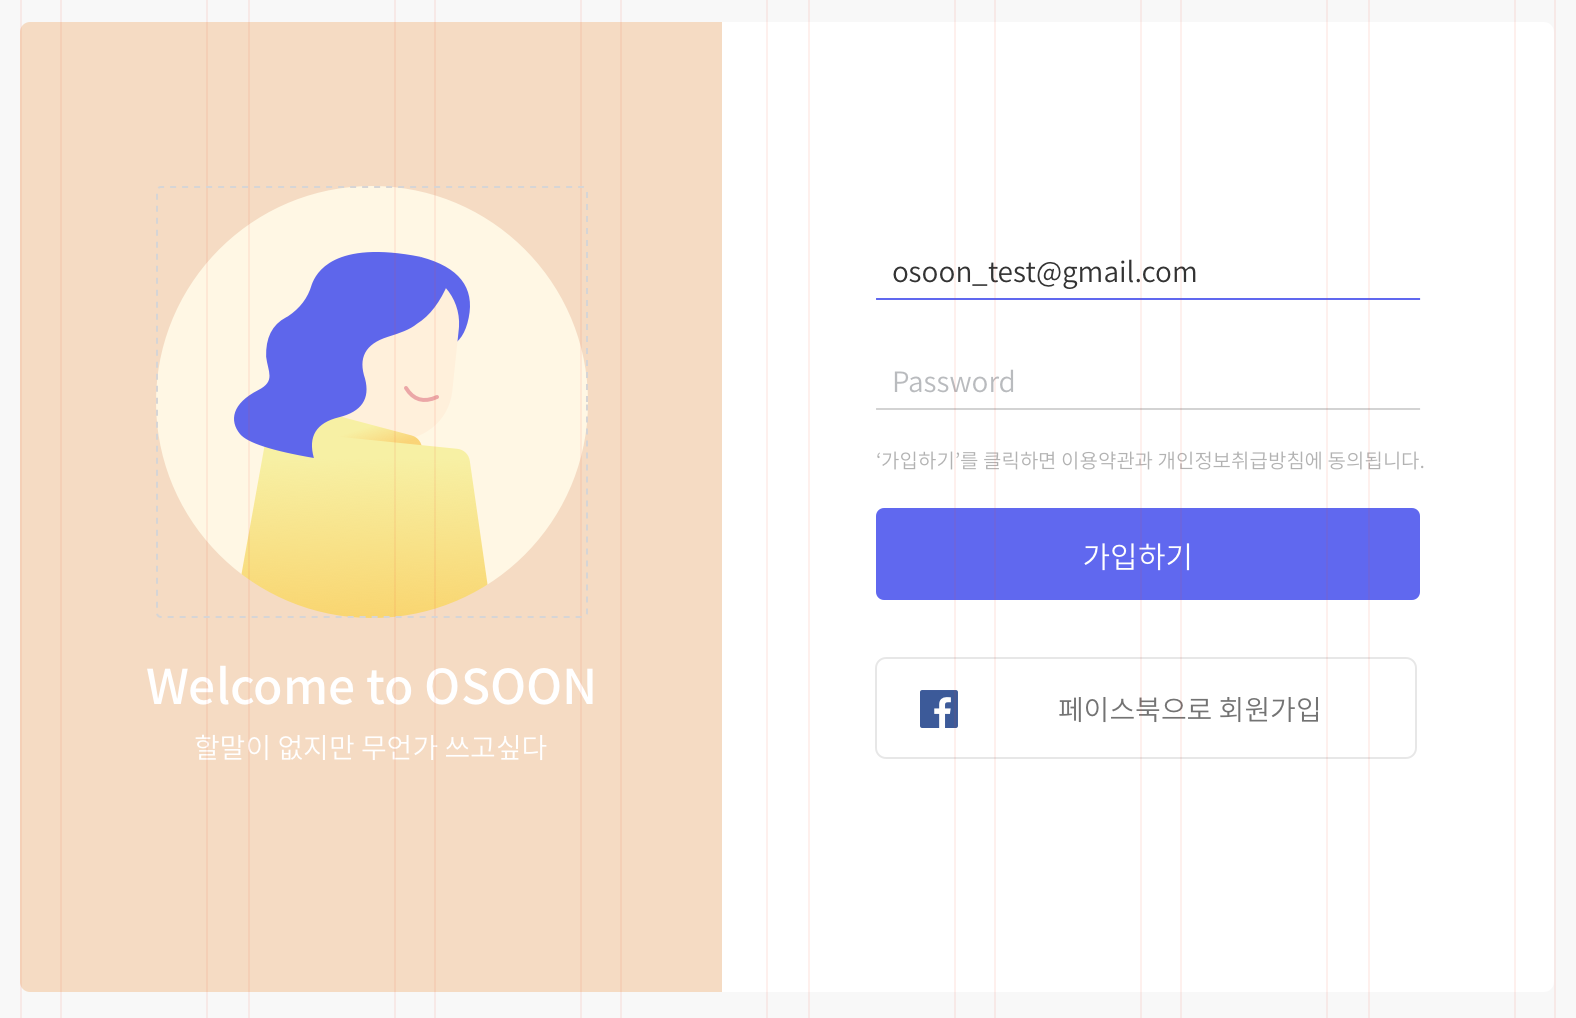 Welcome to OSOON
할말이 없지만 무언가 쓰고싶다
osoon_test@gmail.com
Password
‘가입하기’를 클릭하면 이용약관과 개인정보취급방침에 동의됩니다.
가입하기
페이스북으로 회원가입